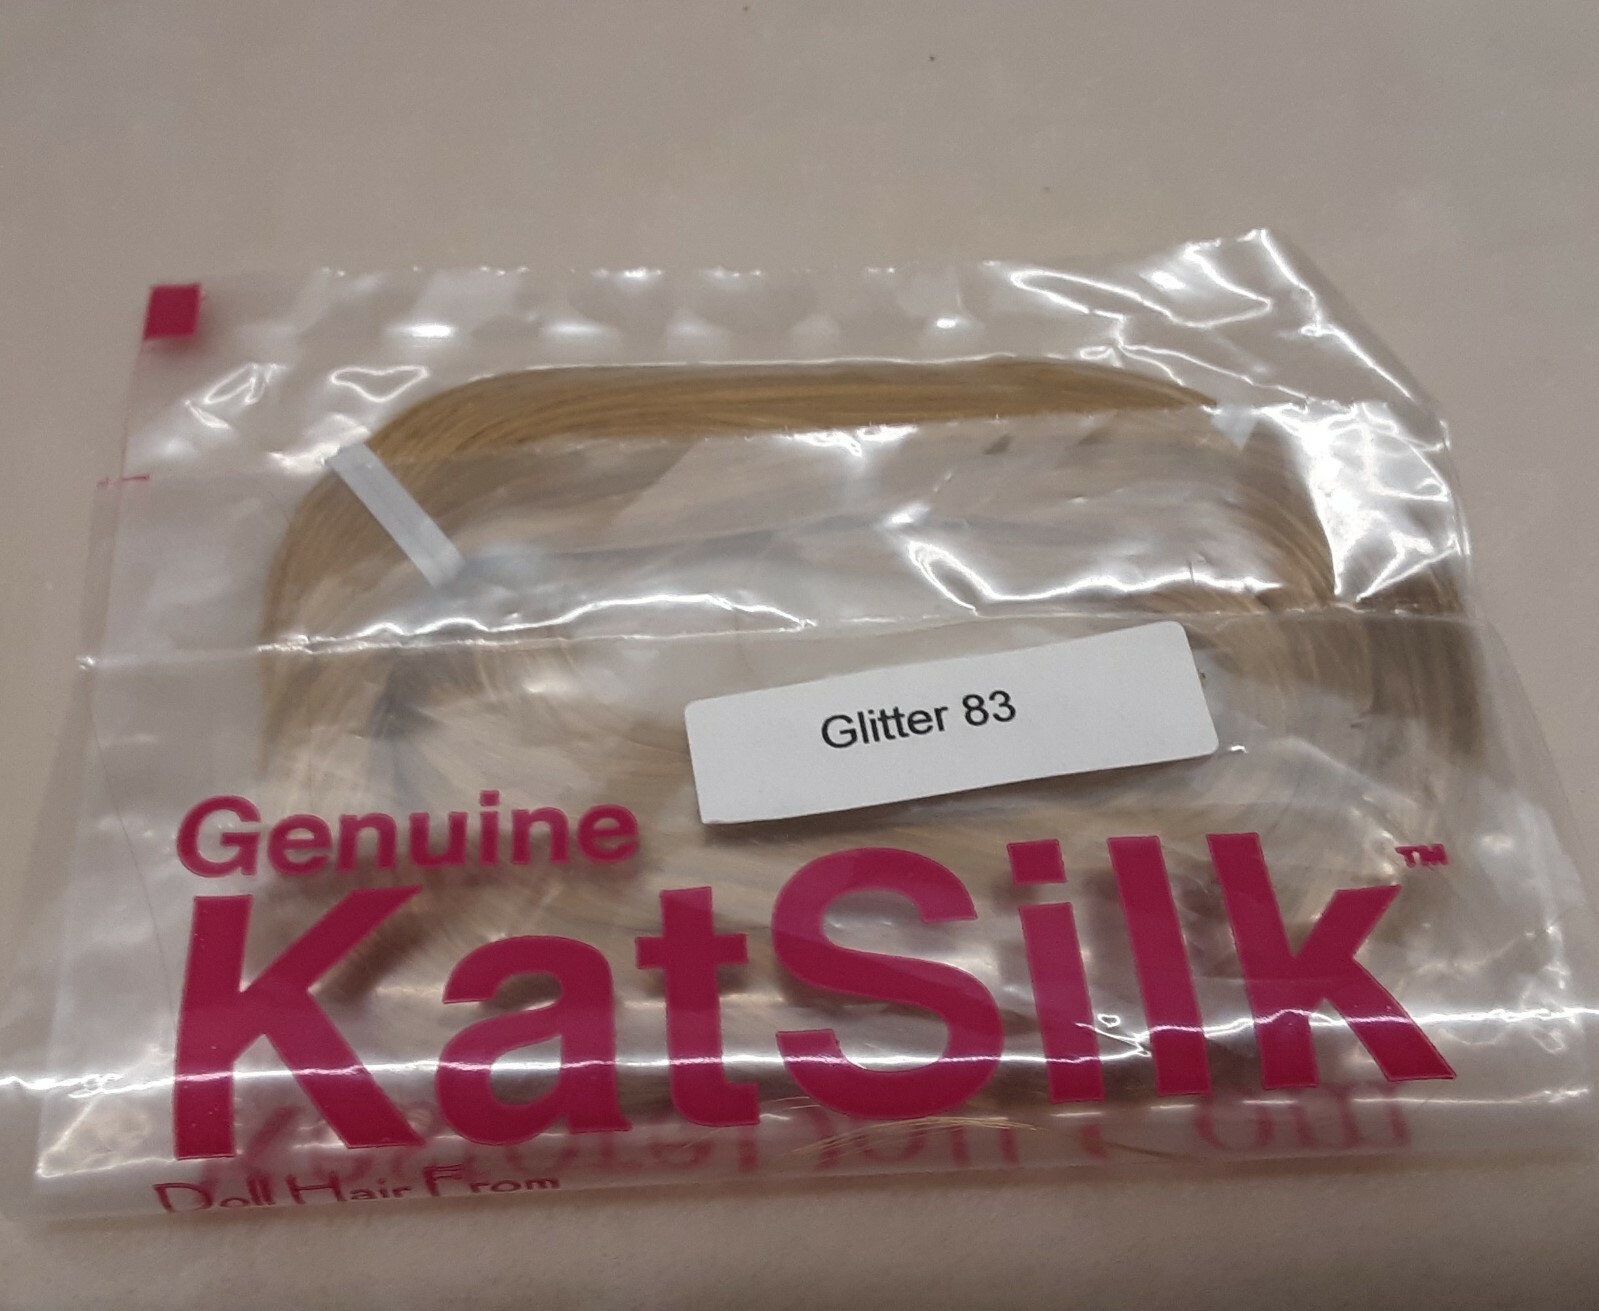 Glitter 83
Genuine
KatSilk™
Doll Hair From